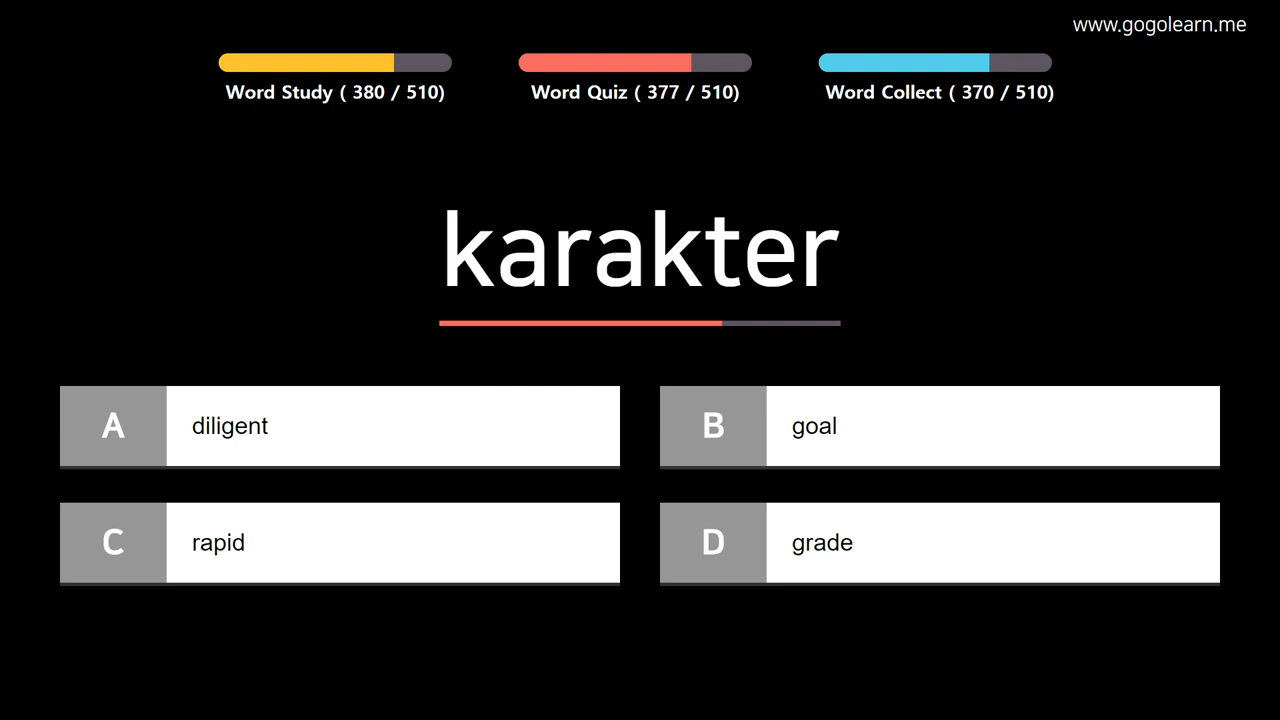 www.gogolearn.me
Word Study ( 380 / 510)
Word Quiz ( 377 / 510)
Word Collect ( 370 / 510)
karakter
A diligent
B goal
C rapid
D grade